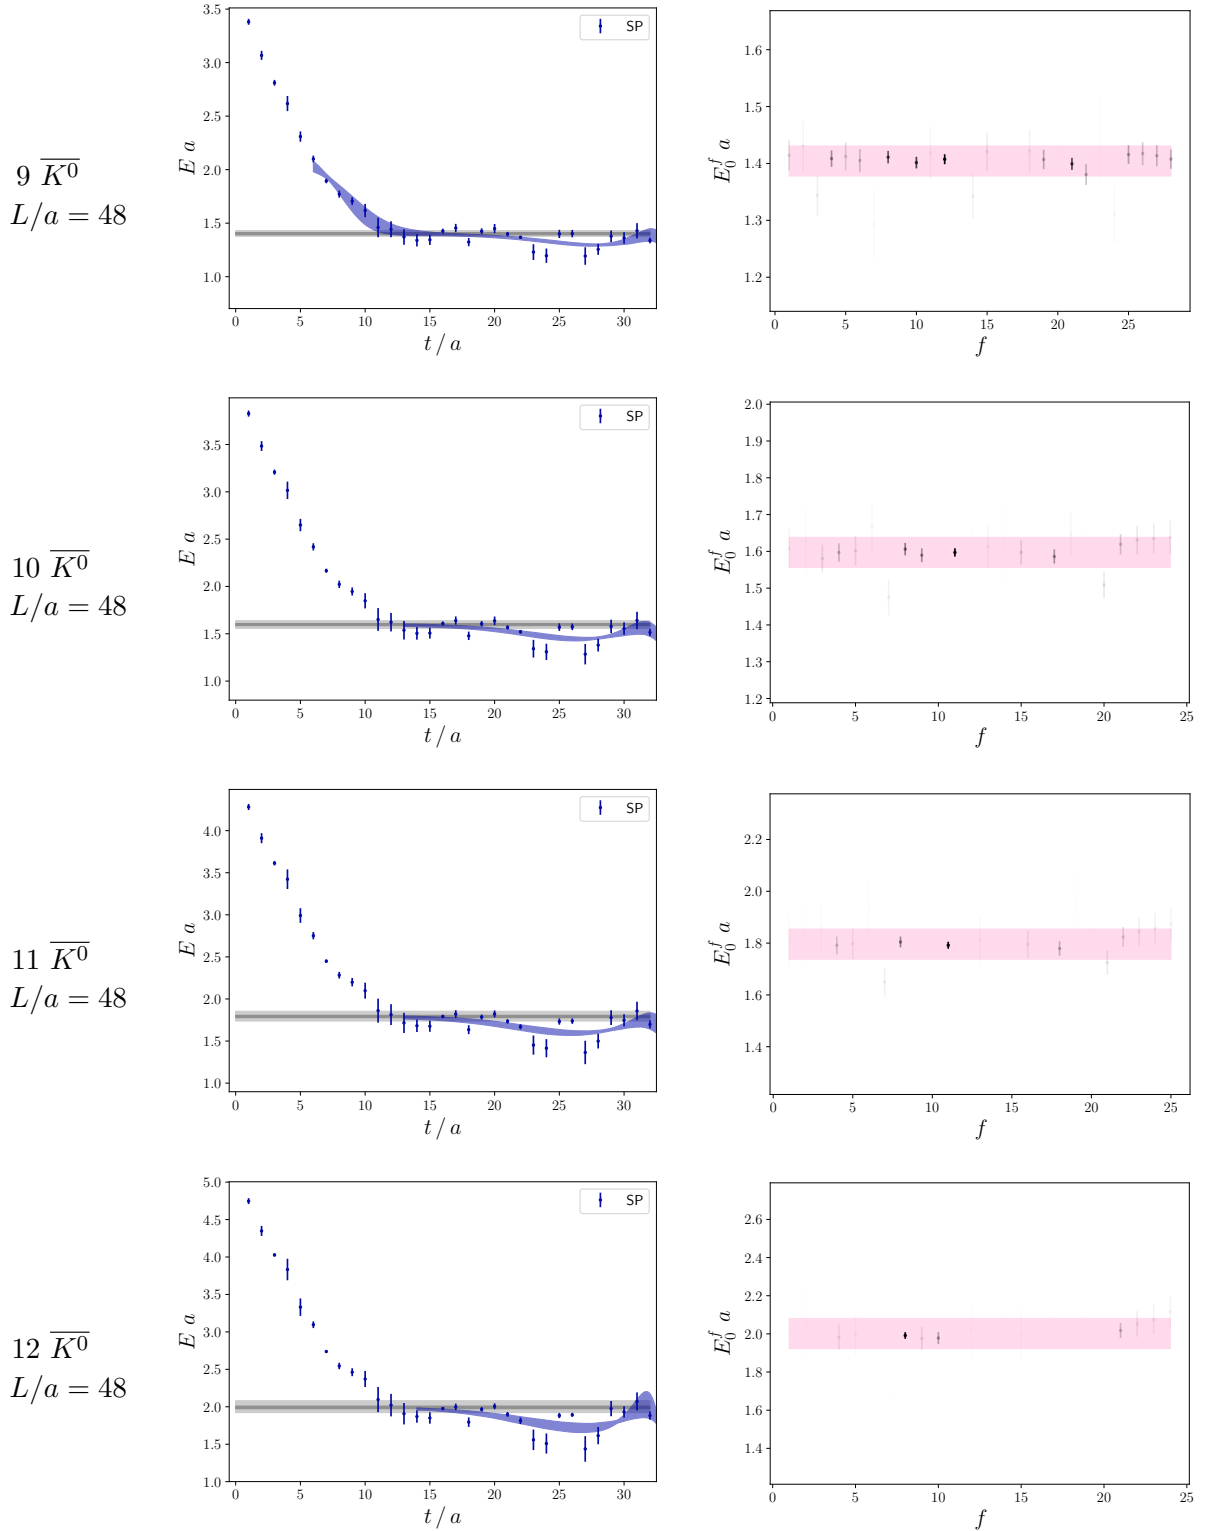 9 $\overline{K^0}$
L/a = 48
3.5
3.0
2.5
2.0
1.5
1.0
E a
0 5 10 15 20 25 30
t / a
SP
1.6
1.5
1.4
1.3
1.2
$E_0^f$ a
0 5 10 15 20 25
f
10 $\overline{K^0}$
L/a = 48
3.5
3.0
2.5
2.0
1.5
1.0
E a
0 5 10 15 20 25 30
t / a
SP
2.0
1.9
1.8
1.7
1.6
1.5
1.4
1.3
1.2
$E_0^f$ a
0 5 10 15 20 25
f
11 $\overline{K^0}$
L/a = 48
4.0
3.5
3.0
2.5
2.0
1.5
1.0
E a
0 5 10 15 20 25 30
t / a
SP
2.2
2.0
1.8
1.6
1.4
$E_0^f$ a
0 5 10 15 20 25
f
12 $\overline{K^0}$
L/a = 48
5.0
4.5
4.0
3.5
3.0
2.5
2.0
1.5
1.0
E a
0 5 10 15 20 25 30
t / a
SP
2.6
2.4
2.2
2.0
1.8
1.6
1.4
$E_0^f$ a
0 5 10 15 20 25
f